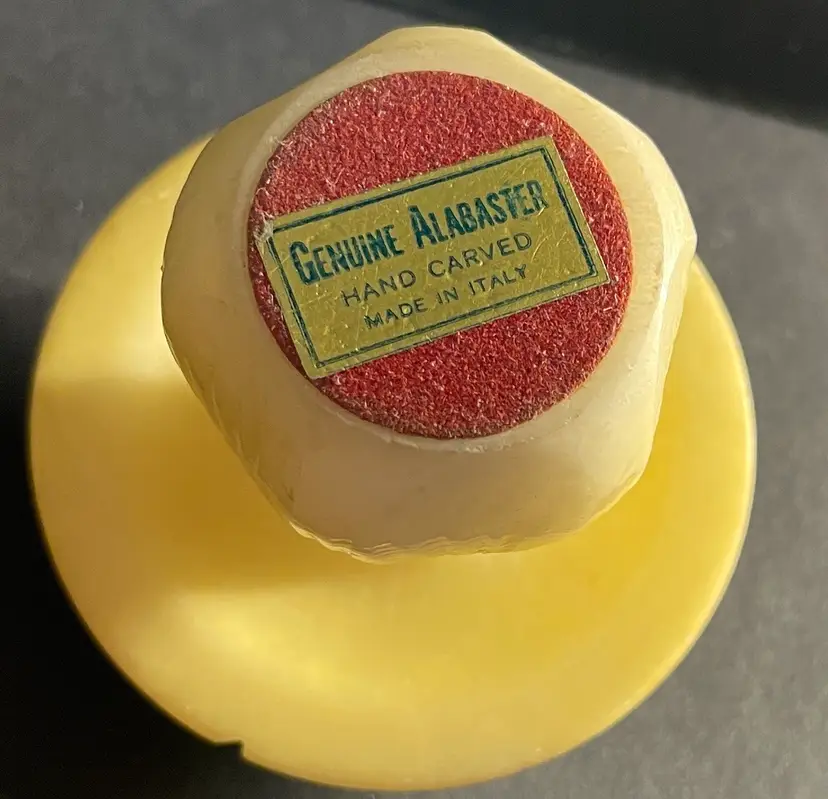 GENUINE ALABASTER
HAND CARVED
MADE IN ITALY